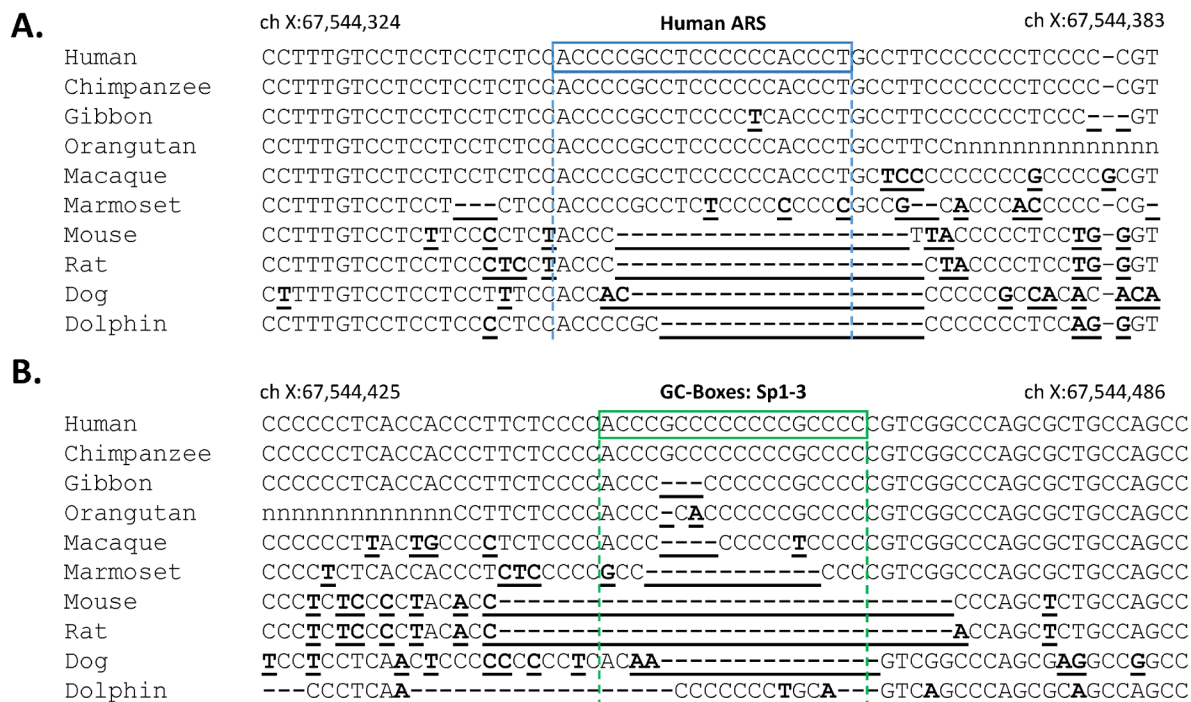 A.
ch X:67,544,324 Human ARS ch X:67,544,383
Human CCTTTGTCCTCCTCCTCTCCACCCCGCCTCCCCCCACCCTGCCTTCCCCCCCTCCCC-CGT
Chimpanzee CCTTTGTCCTCCTCCTCTCCACCCCGCCTCCCCCCACCCTGCCTTCCCCCCCTCCCC-CGT
Gibbon CCTTTGTCCTCCTCCTCTCCACCCCGCCTCCCCTCACCCTGCCTTCCCCCCCTCCC---GT
Orangutan CCTTTGTCCTCCTCCTCTCCACCCCGCCTCCCCCCACCCTGCCTTCCnnnnnnnnnnnnnn
Macaque CCTTTGTCCTCCTCCTCTCCACCCCGCCTCCCCCCACCCTGCTCCCCCCCCCGCCCCGCGT
Marmoset CCTTTGTCCTCCT---CTCCACCCCGCCTCTCCCCCCCCCGCCG--CACCCACCCCC-CG-
Mouse CCTTTGTCCTCTTCCCCTCTACCC--------------------TTACCCCCTCCTG-GGT
Rat CCTTTGTCCTCCTCCCTCCTACCC---------------------CTACCCCTCCTG-GGT
Dog CTTTTGTCCTCCTCCTTTCCACCAC--------------------CCCCCGCCACAC-ACA
Dolphin CCTTTGTCCTCCTCCCCTCCACCCCGC------------------CCCCCCCTCCAG-GGT
B.
ch X:67,544,425 GC-Boxes: Sp1-3 ch X:67,544,486
Human CCCCCCTCACCACCCTTCTCCCCACCCGCCCCCCCCGCCCCCGTCGGCCCAGCGCTGCCAGCC
Chimpanzee CCCCCCTCACCACCCTTCTCCCCACCCGCCCCCCCCGCCCCCGTCGGCCCAGCGCTGCCAGCC
Gibbon CCCCCCTCACCACCCTTCTCCCCACCC---CCCCCCGCCCCCGTCGGCCCAGCGCTGCCAGCC
Orangutan nnnnnnnnnnnnnCCTTCTCCCCACCC-CACCCCCCGCCCCCGTCGGCCCAGCGCTGCCAGCC
Macaque CCCCCCTTACTGCCCCTCTCCCCACCC----CCCCCTCCCCCGTCGGCCCAGCGCTGCCAGCC
Marmoset CCCCTCTCACCACCCTCTCCCCCGCC------------CCCCGTCGGCCCAGCGCTGCCAGCC
Mouse CCCTCTCCCCTACACC-------------------------------CCCAGCTCTGCCAGCC
Rat CCCTCTCCCCTACACC-------------------------------ACCAGCTCTGCCAGCC
Dog TCCTCCTCAACTCCCCCCCCCTCACAA---------------GTCGGCCCAGCGAGGCCGGCC
Dolphin ---CCCTCAA------------------CCCCCCCTGCA---GTCAGCCCAGCGCAGCCAGCC